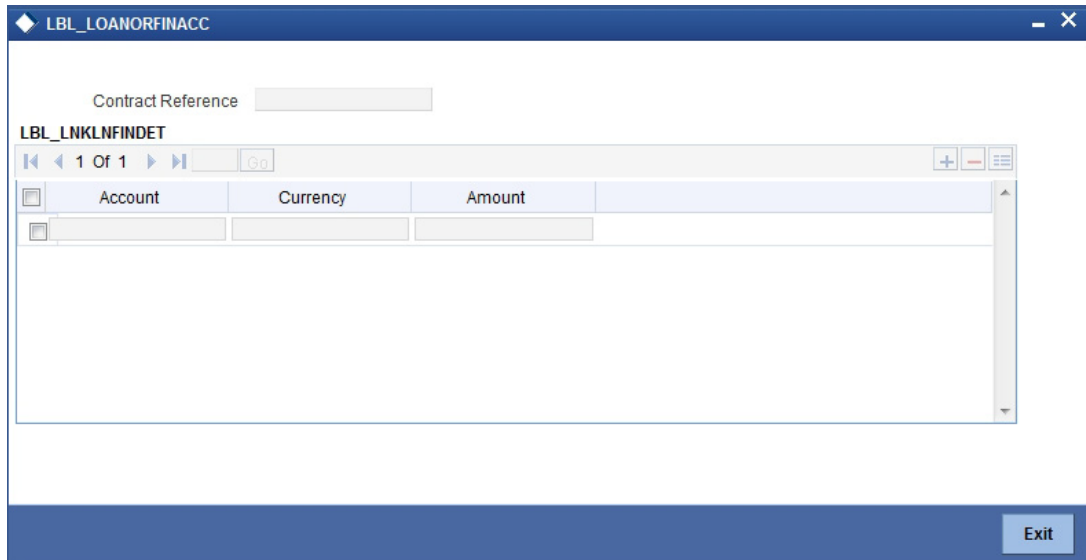 LBL_LOANORFINACC
Contract Reference
LBL_LNKLNFINDET
1 Of 1 Go
Account Currency Amount
Exit